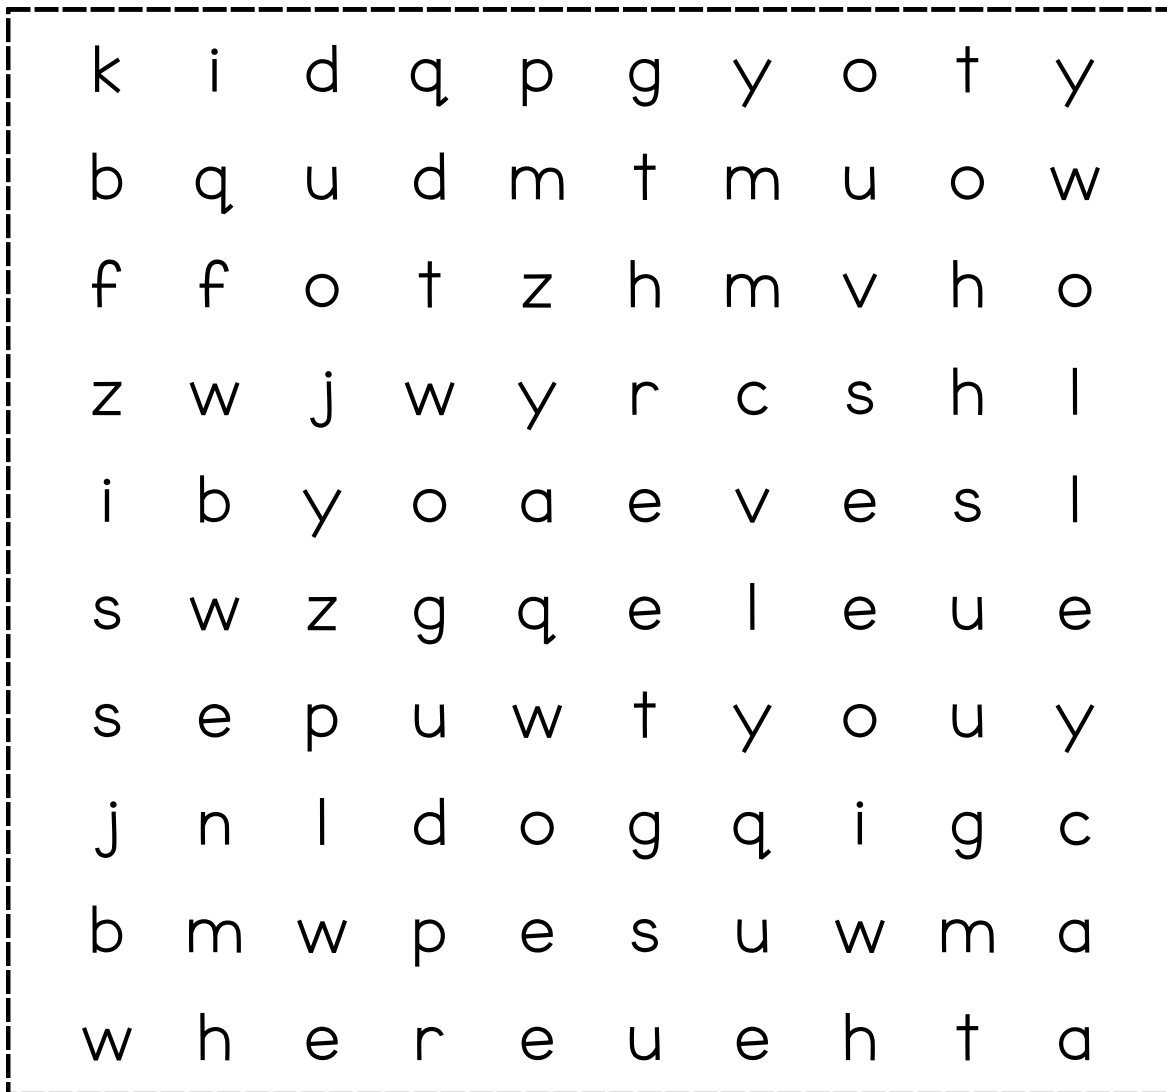 k i d q p g y o t y
b q u d m t m u o w
f f o t z h m v h o
z w j w y r c s h l
i b y o a e v e s l
s w z g q e l e u e
s e p u w t y o u y
j n l d o g q i g c
b m w p e s u w m a
w h e r e u e h t a